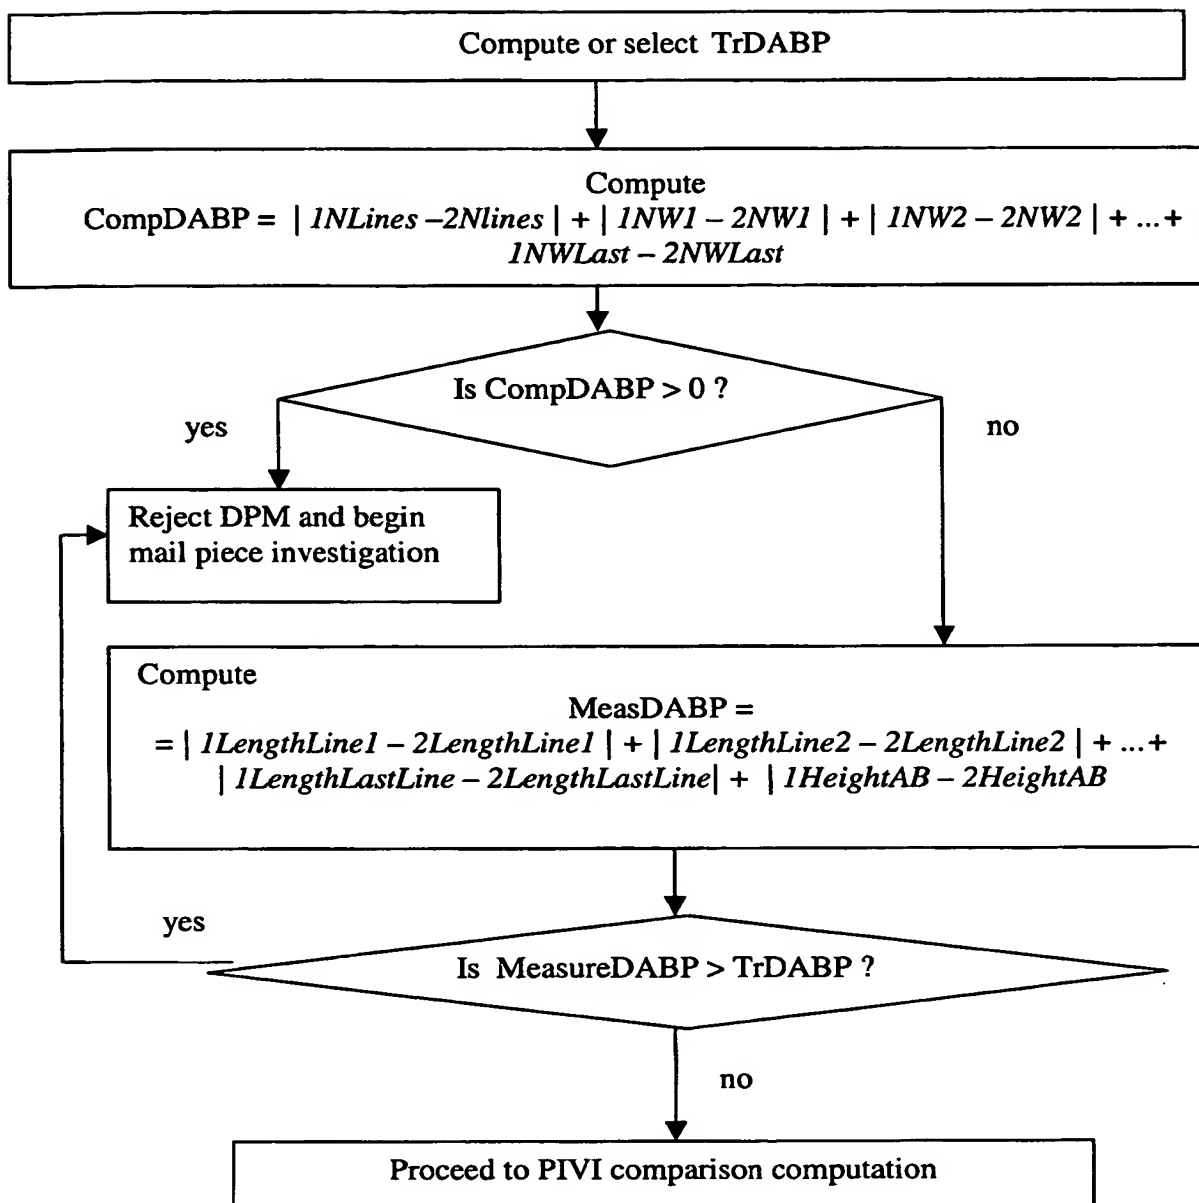 Compute or select TrDABP
Compute
CompDABP = | 1NLines –2Nlines | + | 1NW1 – 2NW1 | + | 1NW2 – 2NW2 | + ...+
1NWLast – 2NWLast
Is CompDABP > 0 ?
yes
no
Reject DPM and begin
mail piece investigation
Compute
MeasDABP =
= | 1LengthLine1 – 2LengthLine1 | + | 1LengthLine2 – 2LengthLine2 | + ...+
| 1LengthLastLine – 2LengthLastLine| + | 1HeightAB – 2HeightAB
yes
Is MeasureDABP > TrDABP ?
no
Proceed to PIVI comparison computation